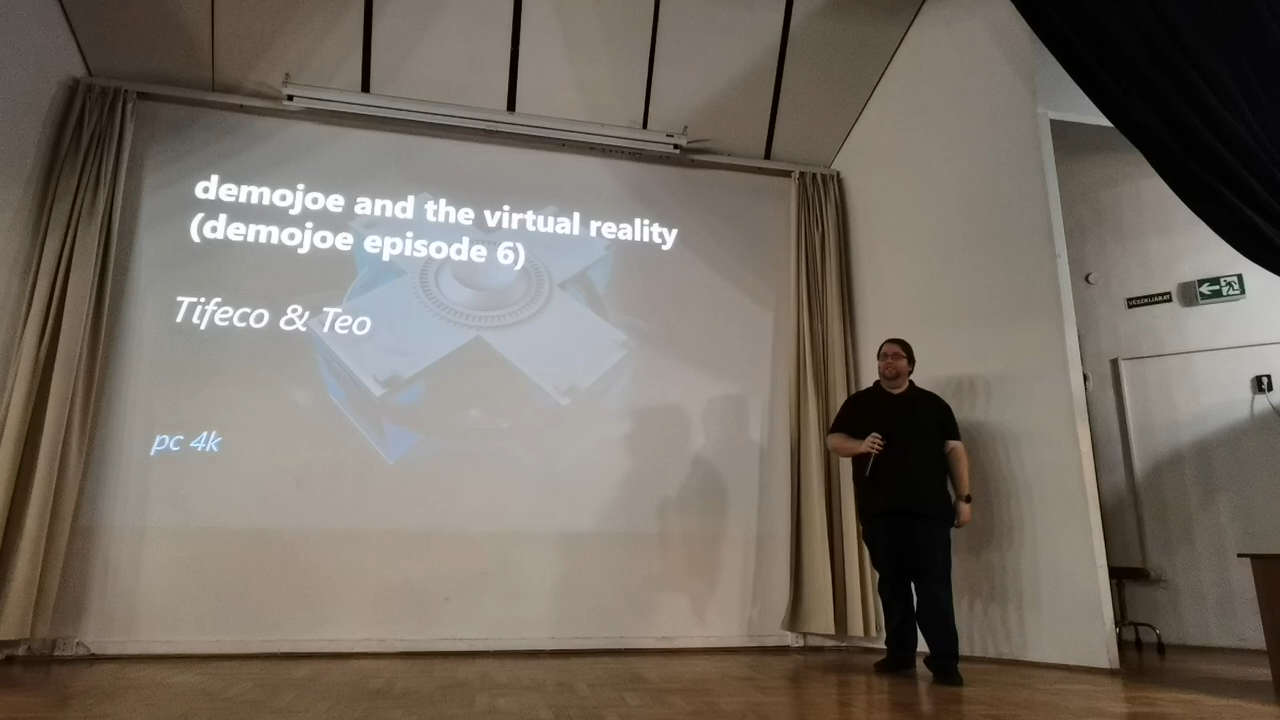 demojoe and the virtual reality
(demojoe episode 6)
Tifeco & Teo
pc 4k
VÉSZKIJÁRAT